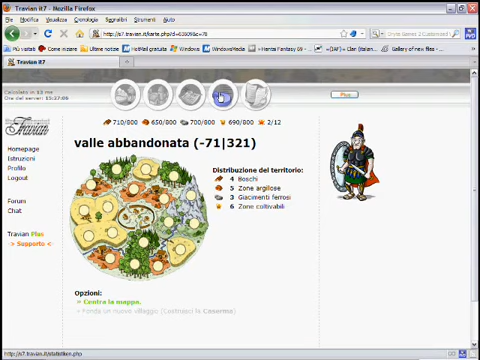 Travian it7 - Mozilla Firefox
File Modifica Visualizza Cronologia Segnalibri Strumenti Aiuto
Più visitati Come iniziare Ultime notizie HotMail gratuita Windows WindowsMedia
Travian it7
Calcolato in 13 ms
Ora del server: 15:27:06
Plus
710/800 650/800 700/800 690/800 2/12
Travian
valle abbandonata (-71|321)
Homepage
Istruzioni
Profilo
Logout
Forum
Chat
Travian Plus
» Supporto «
Distribuzione del territorio:
4 Boschi
5 Zone argillose
3 Giacimenti ferrosi
6 Zone coltivabili
Opzioni:
» Centra la mappa.
» Fonda un nuovo villaggio (Costruisci la Caserma)
http://s7.travian.it/statistiken.php